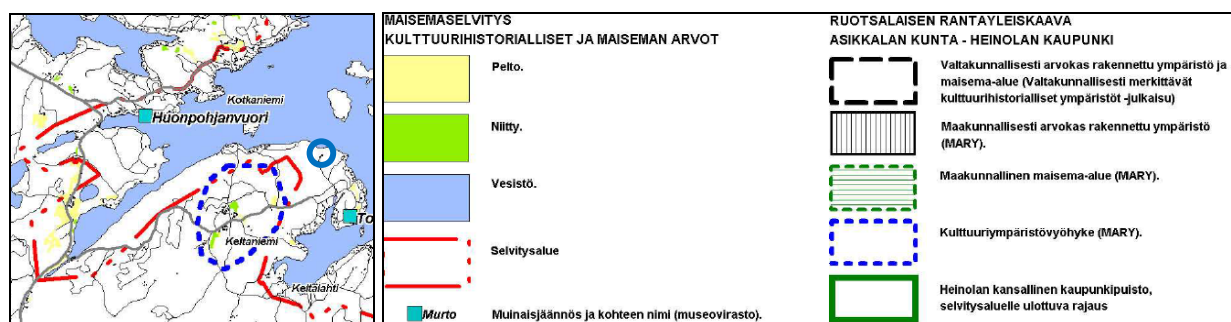 Kotkaniemi
Huonpohjanvuori
To
Keltaniemi
Keltälahti
MAISEMASELVITYS
KULTTUURIHISTORIALLISET JA MAISEMAN ARVOT
Pelto.
Niitty.
Vesistö.
Selvitysalue
Murto
Muinaisjäännös ja kohteen nimi (museovirasto).
RUOTSALAISEN RANTAYLEISKAAVA
ASIKKALAN KUNTA - HEINOLAN KAUPUNKI
Valtakunnallisesti arvokas rakennettu ympäristö ja
maisema-alue (Valtakunnallisesti merkittävät
kulttuurihistorialliset ympäristöt -julkaisu)
Maakunnallisesti arvokas rakennettu ympäristö
(MARY).
Maakunnallinen maisema-alue (MARY).
Kulttuuriympäristövyöhyke (MARY).
Heinolan kansallinen kaupunkipuisto,
selvitysaluelle ulottuva rajaus